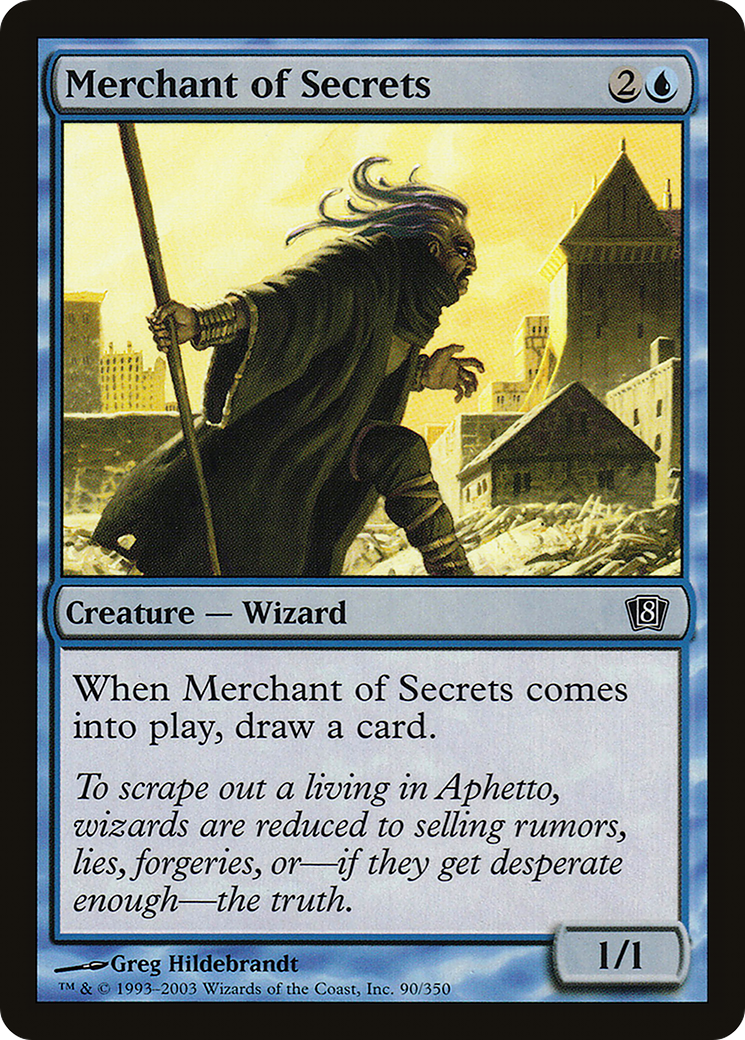 Merchant of Secrets
2
Creature — Wizard
8
When Merchant of Secrets comes
into play, draw a card.
To scrape out a living in Aphetto,
wizards are reduced to selling rumors,
lies, forgeries, or—if they get desperate
enough—the truth.
1/1
Greg Hildebrandt
™ & © 1993–2003 Wizards of the Coast, Inc. 90/350